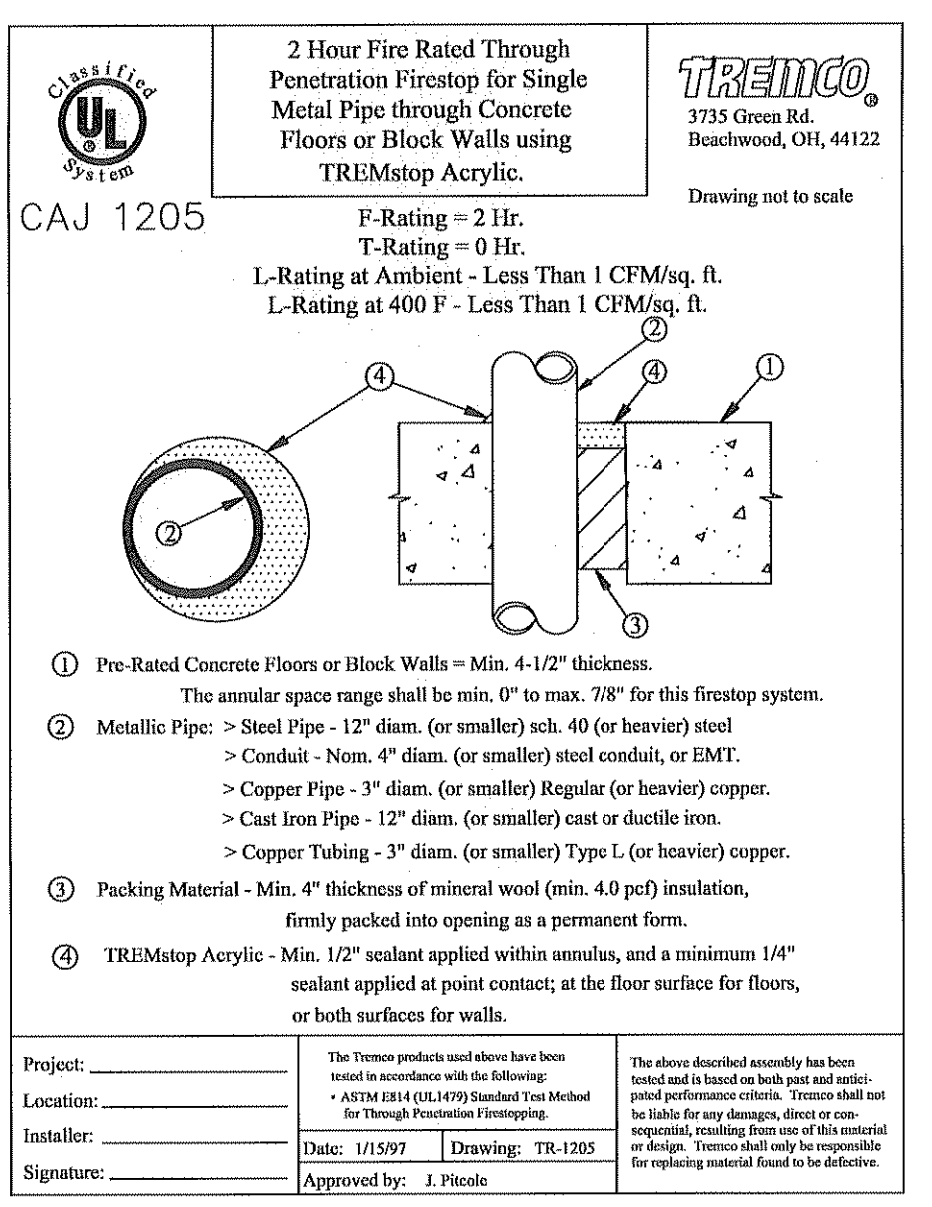 Classified
UL
®
System
CAJ 1205
2 Hour Fire Rated Through
Penetration Firestop for Single
Metal Pipe through Concrete
Floors or Block Walls using
TREMstop Acrylic.
TREMCO®
3735 Green Rd.
Beachwood, OH, 44122
Drawing not to scale
F-Rating = 2 Hr.
T-Rating = 0 Hr.
L-Rating at Ambient - Less Than 1 CFM/sq. ft.
L-Rating at 400 F - Less Than 1 CFM/sq. ft.
2
4
4
1
2
3
1 Pre-Rated Concrete Floors or Block Walls = Min. 4-1/2" thickness.
The annular space range shall be min. 0" to max. 7/8" for this firestop system.
2 Metallic Pipe: > Steel Pipe - 12" diam. (or smaller) sch. 40 (or heavier) steel
> Conduit - Nom. 4" diam. (or smaller) steel conduit, or EMT.
> Copper Pipe - 3" diam. (or smaller) Regular (or heavier) copper.
> Cast Iron Pipe - 12" diam. (or smaller) cast or ductile iron.
> Copper Tubing - 3" diam. (or smaller) Type L (or heavier) copper.
3 Packing Material - Min. 4" thickness of mineral wool (min. 4.0 pcf) insulation,
firmly packed into opening as a permanent form.
4 TREMstop Acrylic - Min. 1/2" sealant applied within annulus, and a minimum 1/4"
sealant applied at point contact; at the floor surface for floors,
or both surfaces for walls.
Project:
Location:
Installer:
Signature:
The Tremco products used above have been
tested in accordance with the following:
• ASTM E814 (UL1479) Standard Test Method
for Through Penetration Firestopping.
Date: 1/15/97
Drawing: TR-1205
Approved by: J. Pitcole
The above described assembly has been
tested and is based on both past and antici-
pated performance criteria. Tremco shall not
be liable for any damages, direct or con-
sequential, resulting from use of this material
or design. Tremco shall only be responsible
for replacing material found to be defective.